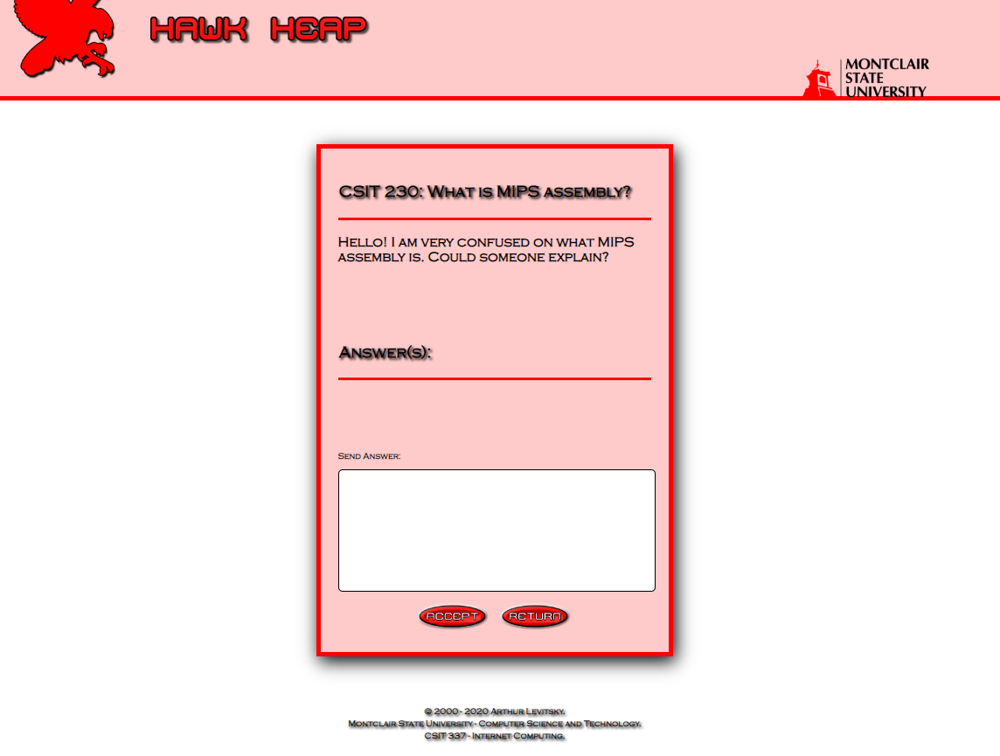 HAWK HEAP
MONTCLAIR
STATE
UNIVERSITY
CSIT 230: What is MIPS assembly?
Hello! I am very confused on what MIPS
assembly is. Could someone explain?
Answer(s):
Send Answer:
ACCEPT RETURN
© 2000 - 2020 Arthur Levitsky.
Montclair State University - Computer Science and Technology.
CSIT 337 - Internet Computing.